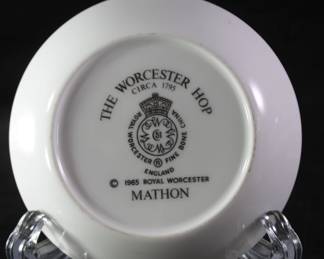 THE WORCESTER HOP
CIRCA 1795
ROYAL WORCESTER ® FINE BONE CHINA
ENGLAND
© 1985 ROYAL WORCESTER
MATHON